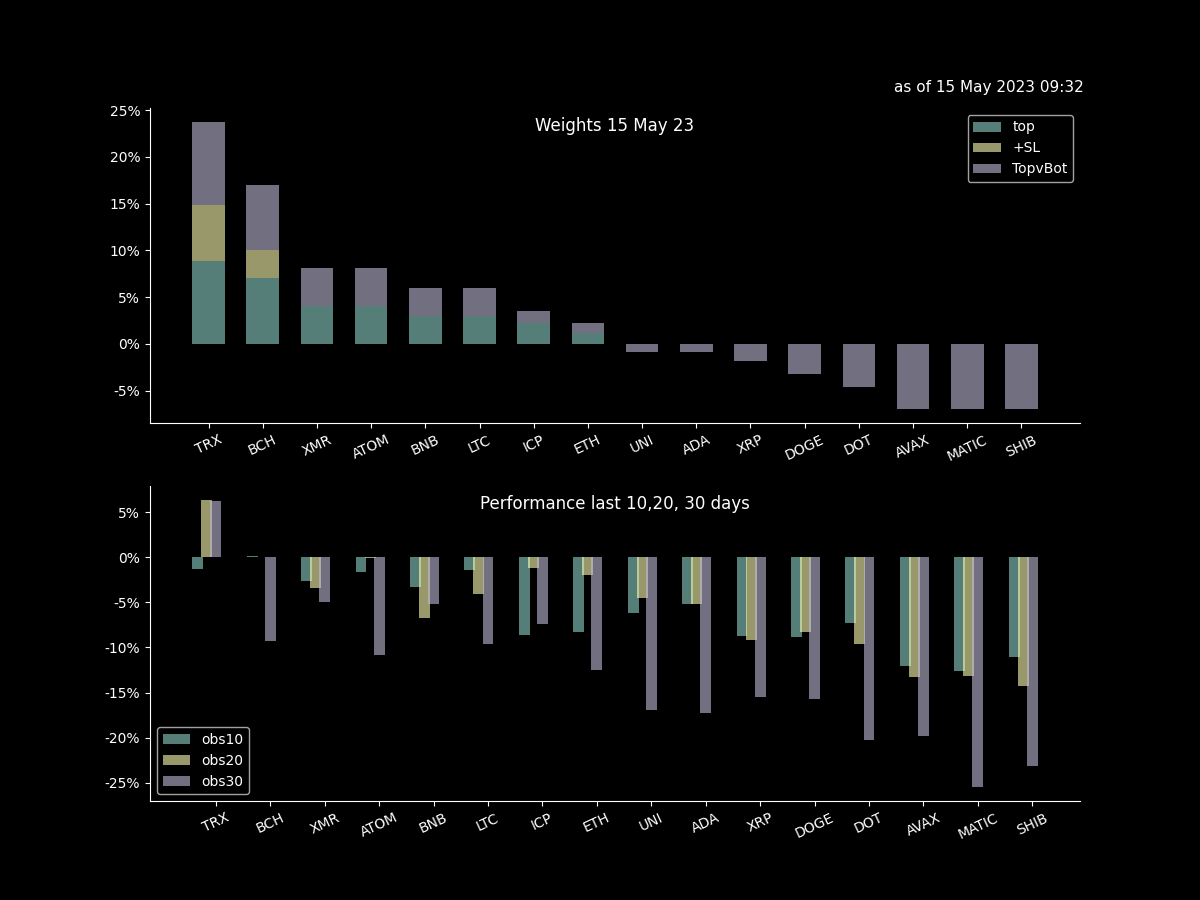 as of 15 May 2023 09:32
Weights 15 May 23
top
+SL
TopvBot
25%
20%
15%
10%
5%
0%
-5%
TRX BCH XMR ATOM BNB LTC ICP ETH UNI ADA XRP DOGE DOT AVAX MATIC SHIB
Performance last 10,20, 30 days
5%
0%
-5%
-10%
-15%
-20%
-25%
obs10
obs20
obs30
TRX BCH XMR ATOM BNB LTC ICP ETH UNI ADA XRP DOGE DOT AVAX MATIC SHIB